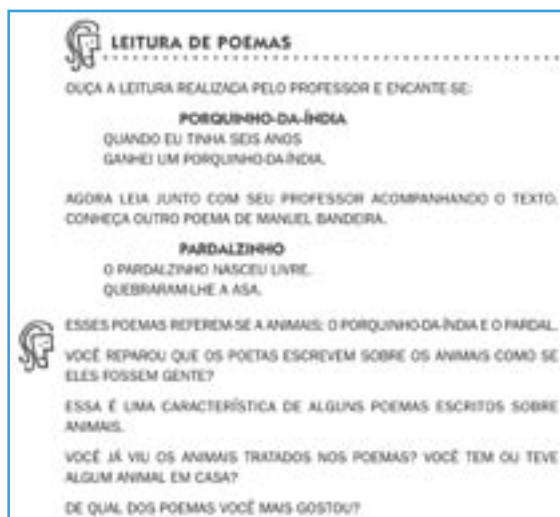 LEITURA DE POEMAS
OUÇA A LEITURA REALIZADA PELO PROFESSOR E ENCANTE-SE:
PORQUINHO-DA-ÍNDIA
QUANDO EU TINHA SEIS ANOS
GANHEI UM PORQUINHO-DA-ÍNDIA.
AGORA LEIA JUNTO COM SEU PROFESSOR ACOMPANHANDO O TEXTO.
CONHEÇA OUTRO POEMA DE MANUEL BANDEIRA.
PARDALZINHO
O PARDALZINHO NASCEU LIVRE.
QUEBRARAM-LHE A ASA.
ESSES POEMAS REFEREM-SE A ANIMAIS: O PORQUINHO-DA-ÍNDIA E O PARDAL.
VOCÊ REPAROU QUE OS POETAS ESCREVEM SOBRE OS ANIMAIS COMO SE
ELES FOSSEM GENTE?
ESSA É UMA CARACTERÍSTICA DE ALGUNS POEMAS ESCRITOS SOBRE
ANIMAIS.
VOCÊ JÁ VIU OS ANIMAIS TRATADOS NOS POEMAS? VOCÊ TEM OU TEVE
ALGUM ANIMAL EM CASA?
DE QUAL DOS POEMAS VOCÊ MAIS GOSTOU?